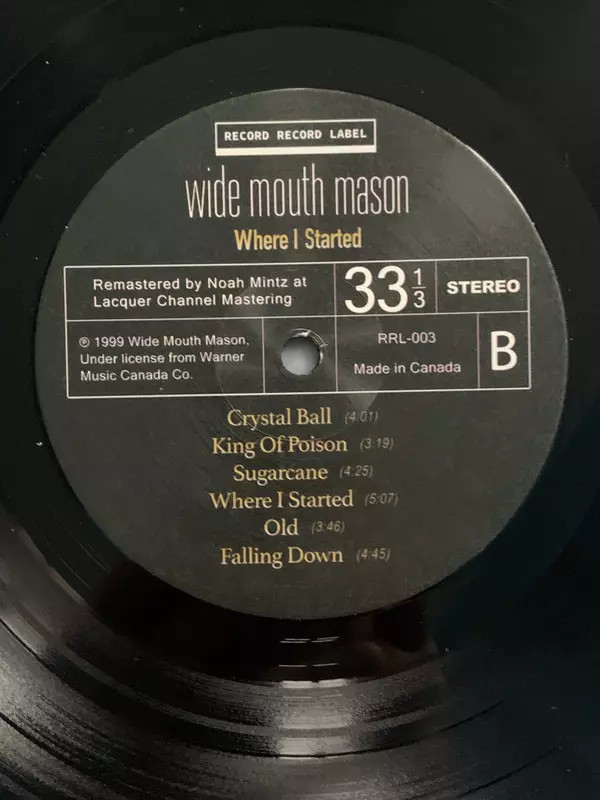 RECORD RECORD LABEL
wide mouth mason
Where I Started
Remastered by Noah Mintz at
Lacquer Channel Mastering
33 1/3
STEREO
℗ 1999 Wide Mouth Mason,
Under license from Warner
Music Canada Co.
RRL-003
Made in Canada
B
Crystal Ball (4:01)
King Of Poison (3:19)
Sugarcane (4:25)
Where I Started (5:07)
Old (3:46)
Falling Down (4:45)